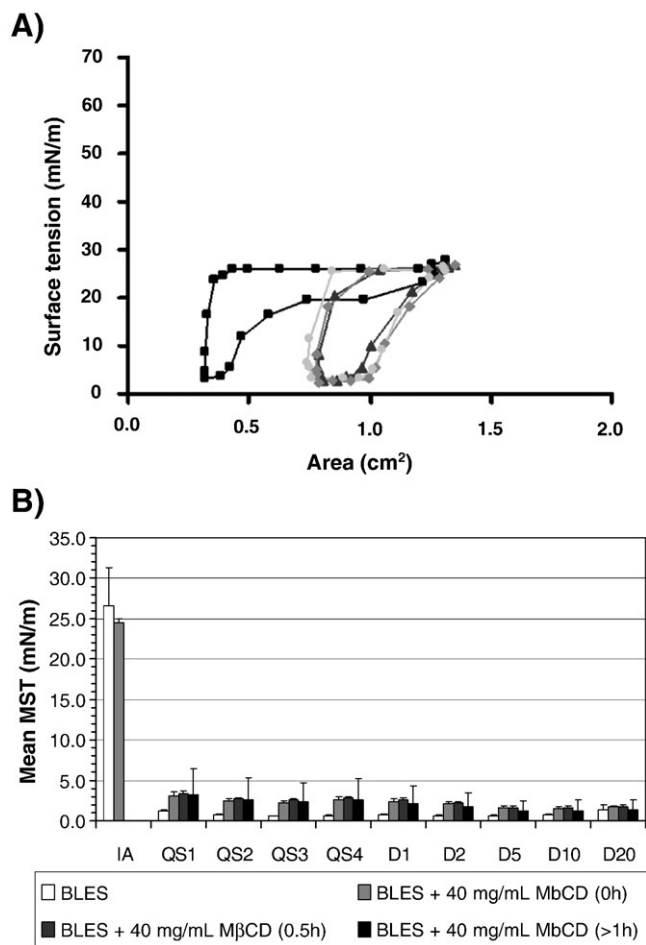 A)
Surface tension (mN/m)
70
60
50
40
30
20
10
0
0.0 0.5 1.0 1.5 2.0
Area (cm²)
B)
Mean MST (mN/m)
35.0
30.0
25.0
20.0
15.0
10.0
5.0
0.0
IA QS1 QS2 QS3 QS4 D1 D2 D5 D10 D20
BLES BLES + 40 mg/mL MbCD (0h)
BLES + 40 mg/mL MβCD (0.5h) BLES + 40 mg/mL MbCD (>1h)